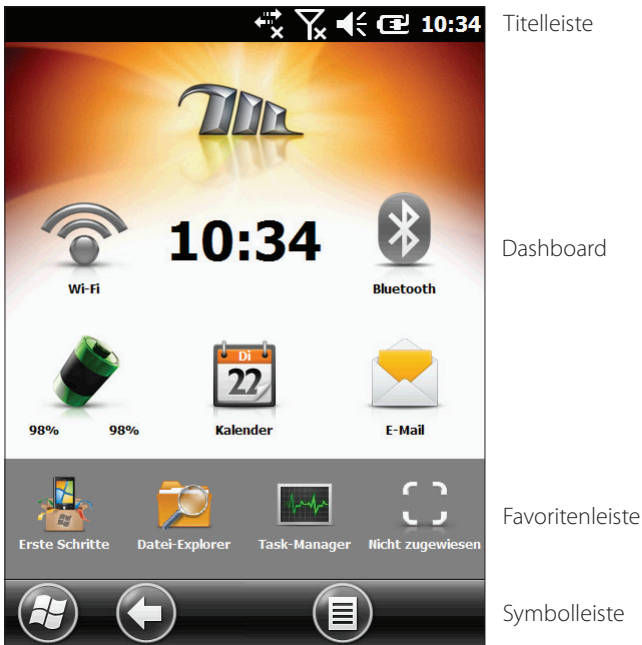 10:34
Titelleiste
10:34
Wi-Fi
Bluetooth
Dashboard
Di
22
98% 98%
Kalender
E-Mail
Erste Schritte
Datei-Explorer
Task-Manager
Nicht zugewiesen
Favoritenleiste
Symbolleiste